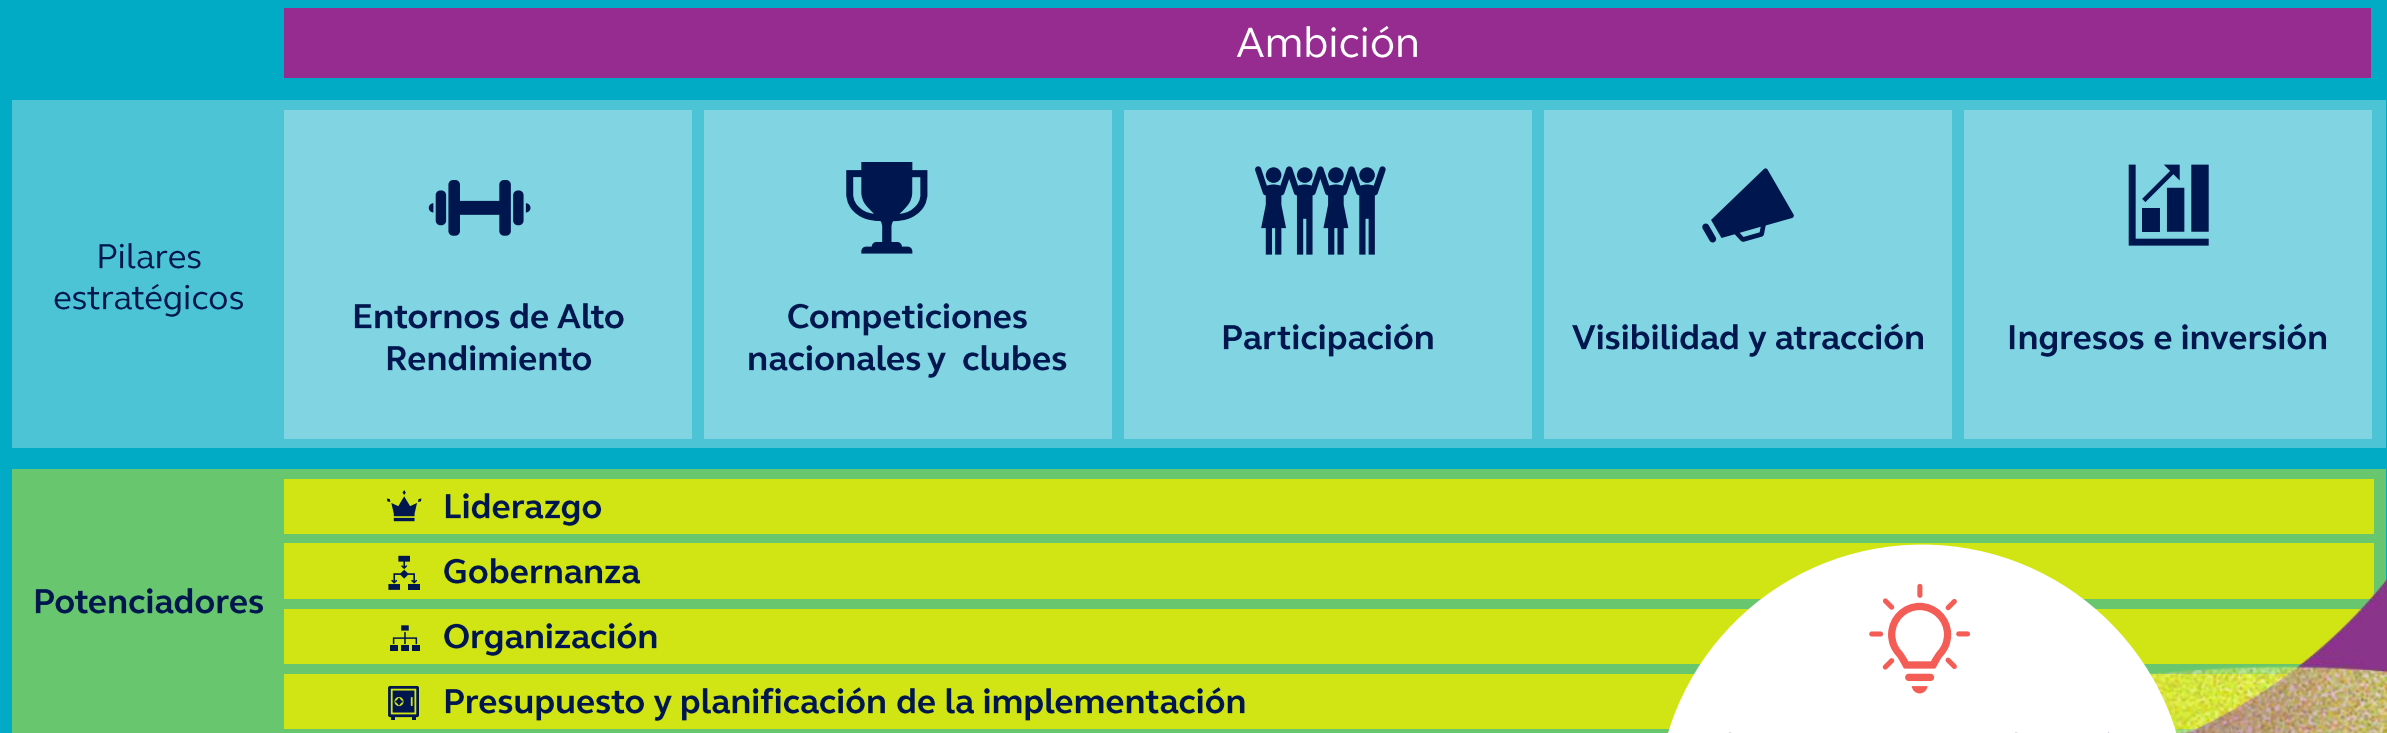 Ambición
Pilares
estratégicos
Entornos de Alto
Rendimiento
Competiciones
nacionales y clubes
Participación
Visibilidad y atracción
Ingresos e inversión
Potenciadores
Liderazgo
Gobernanza
Organización
Presupuesto y planificación de la implementación